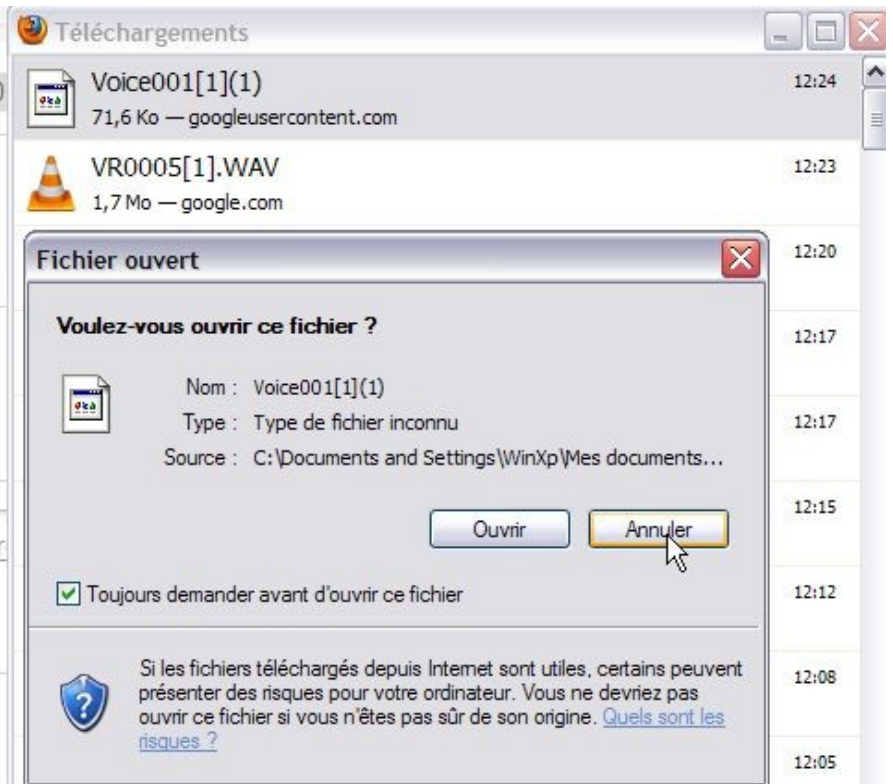 Téléchargements
Voice001[1](1)
12:24
71,6 Ko — googleusercontent.com
VR0005[1].WAV
12:23
1,7 Mo — google.com
Fichier ouvert
12:20
Voulez-vous ouvrir ce fichier ?
12:17
Nom : Voice001[1](1)
Type : Type de fichier inconnu
12:17
Source : C:\Documents and Settings\WinXp\Mes documents...
12:15
Ouvrir
Annuler
Toujours demander avant d'ouvrir ce fichier
12:12
Si les fichiers téléchargés depuis Internet sont utiles, certains peuvent
12:08
présenter des risques pour votre ordinateur. Vous ne devriez pas
ouvrir ce fichier si vous n'êtes pas sûr de son origine. Quels sont les
risques ?
12:05